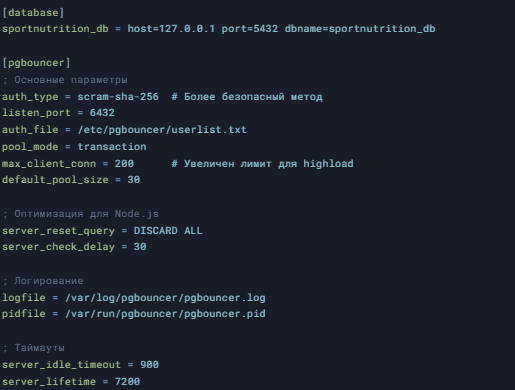 [database]
sportnutrition_db = host=127.0.0.1 port=5432 dbname=sportnutrition_db

[pgbouncer]
; Основные параметры
auth_type = scram-sha-256  # Более безопасный метод
listen_port = 6432
auth_file = /etc/pgbouncer/userlist.txt
pool_mode = transaction
max_client_conn = 200      # Увеличен лимит для highload
default_pool_size = 30

; Оптимизация для Node.js
server_reset_query = DISCARD ALL
server_check_delay = 30

; Логирование
logfile = /var/log/pgbouncer/pgbouncer.log
pidfile = /var/run/pgbouncer/pgbouncer.pid

; Таймауты
server_idle_timeout = 900
server_lifetime = 7200